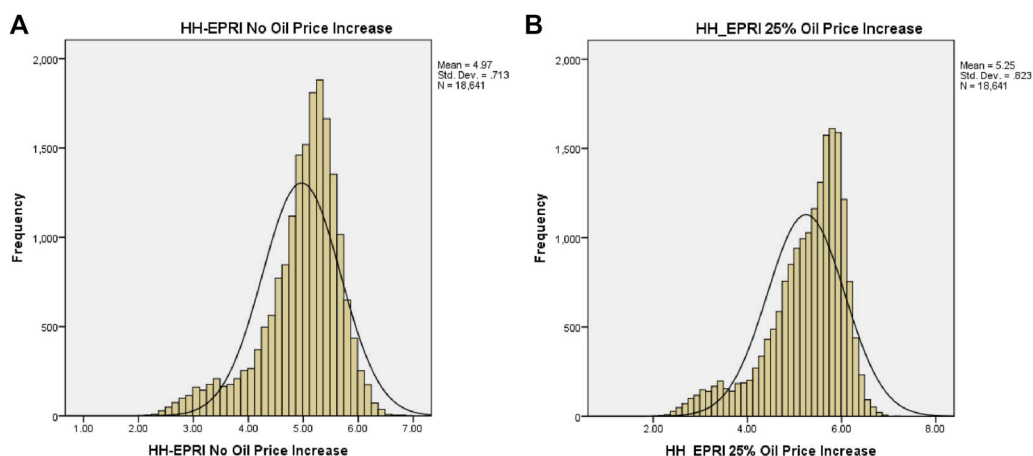 A
HH-EPRI No Oil Price Increase
2,000
1,500
1,000
500
0
Frequency
1.00 2.00 3.00 4.00 5.00 6.00 7.00
HH-EPRI No Oil Price Increase
Mean = 4.97
Std. Dev. = .713
N = 18,641
B
HH_EPRI 25% Oil Price Increase
2,000
1,500
1,000
500
0
Frequency
2.00 4.00 6.00 8.00
HH_EPRI 25% Oil Price Increase
Mean = 5.25
Std. Dev. = .823
N = 18,641